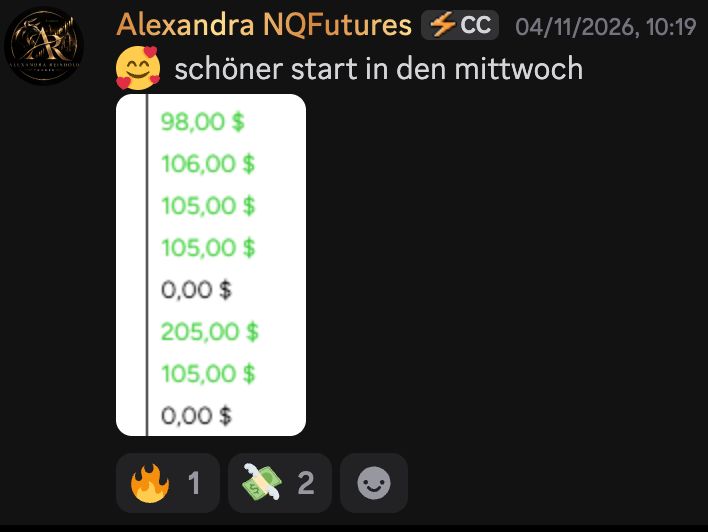 Alexandra NQFutures ⚡CC 04/11/2026, 10:19
🥰 schöner start in den mittwoch
98,00 $
106,00 $
105,00 $
105,00 $
0,00 $
205,00 $
105,00 $
0,00 $
🔥 1 💸 2